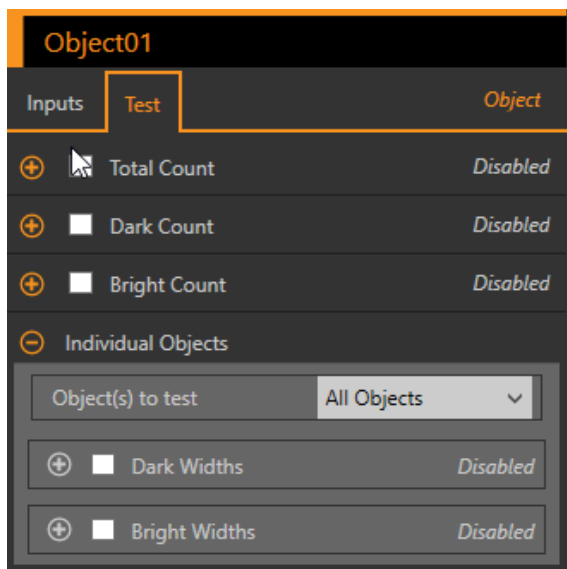 Object01
Inputs Test Object
Total Count Disabled
Dark Count Disabled
Bright Count Disabled
Individual Objects
Object(s) to test All Objects
Dark Widths Disabled
Bright Widths Disabled